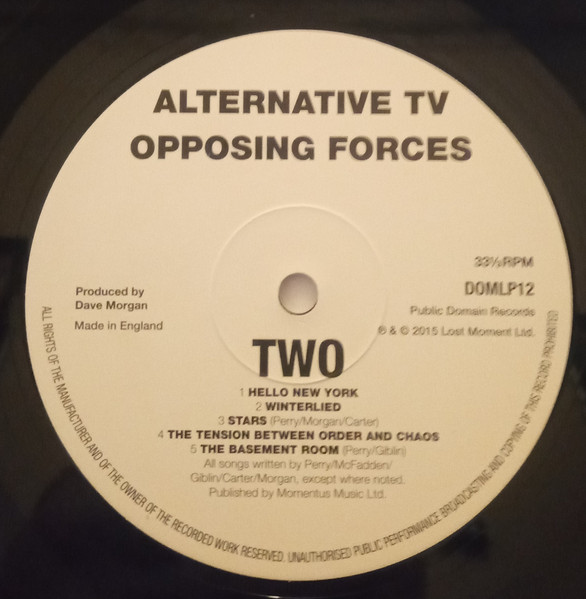 ALTERNATIVE TV
OPPOSING FORCES
33⅓RPM
DOMLP12
Public Domain Records
℗ & © 2015 Lost Moment Ltd.
Produced by
Dave Morgan
Made in England
TWO
1 HELLO NEW YORK
2 WINTERLIED
3 STARS (Perry/Morgan/Carter)
4 THE TENSION BETWEEN ORDER AND CHAOS
5 THE BASEMENT ROOM (Perry/Giblin)
All songs written by Perry/McFadden/
Giblin/Carter/Morgan, except where noted.
Published by Momentus Music Ltd.
ALL RIGHTS OF THE MANUFACTURER AND OF THE OWNER OF THE RECORDED WORK RESERVED. UNAUTHORISED PUBLIC PERFORMANCE BROADCASTING AND COPYING OF THIS RECORD PROHIBITED